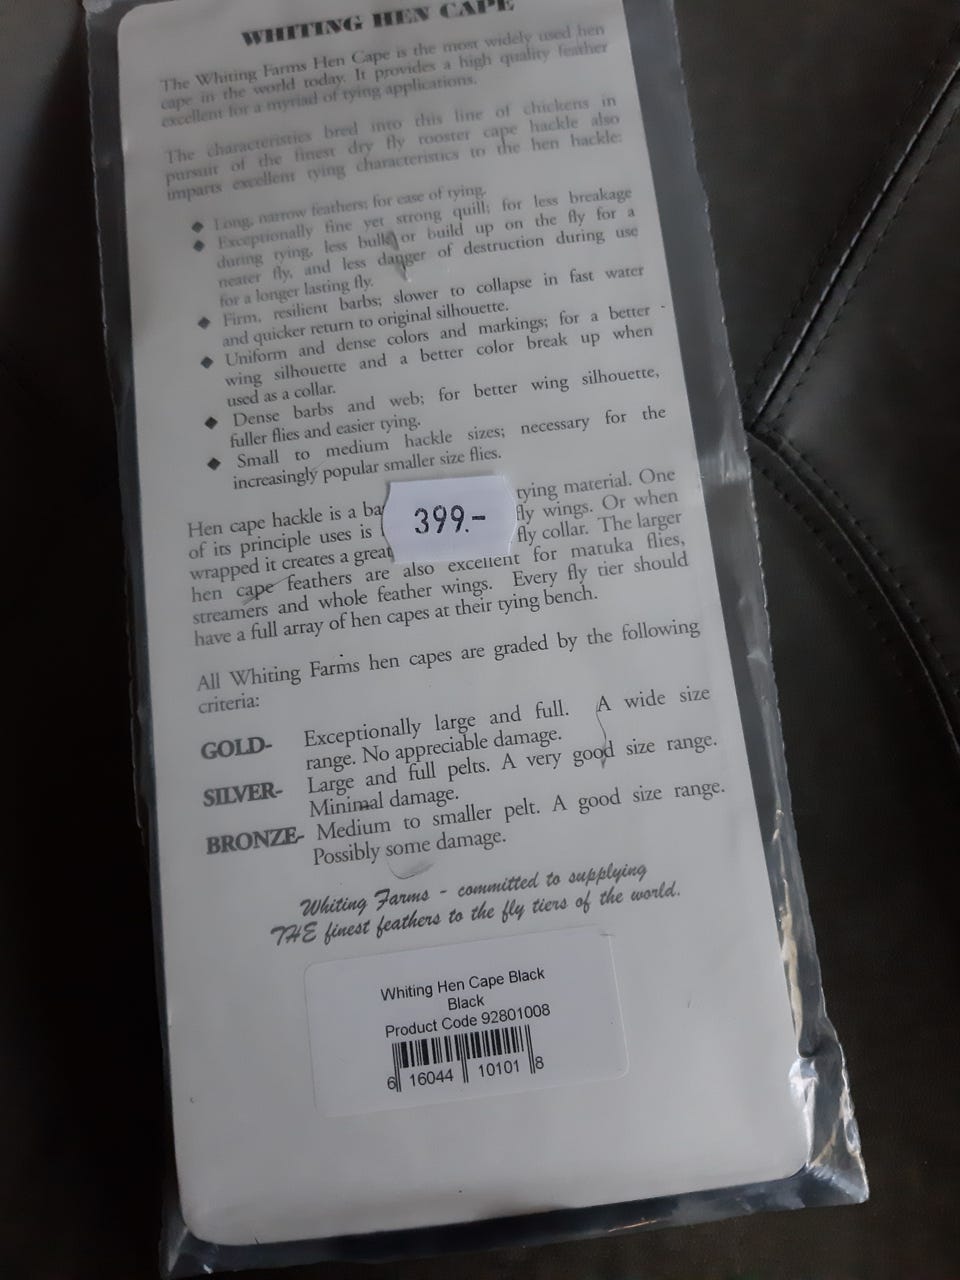 WHITING HEN CAPE
The Whiting Farms Hen Cape is the most widely used hen
cape in the world today. It provides a high quality feather
excellent for a myriad of tying applications.
The characteristics bred into this line of chickens in
pursuit of the finest dry fly rooster cape hackle also
imparts excellent tying characteristics to the hen hackle:
◆ Long, narrow feathers; for ease of tying.
◆ Exceptionally fine yet strong quill; for less breakage
during tying, less bulk or build up on the fly for a
neater fly, and less danger of destruction during use
for a longer lasting fly.
◆ Firm, resilient barbs; slower to collapse in fast water
and quicker return to original silhouette.
◆ Uniform and dense colors and markings; for a better
wing silhouette and a better color break up when
used as a collar.
◆ Dense barbs and web; for better wing silhouette,
fuller flies and easier tying.
◆ Small to medium hackle sizes; necessary for the
increasingly popular smaller size flies.
Hen cape hackle is a ba tying material. One
of its principle uses is fly wings. Or when
wrapped it creates a great fly collar. The larger
hen cape feathers are also excellent for matuka flies,
streamers and whole feather wings. Every fly tier should
have a full array of hen capes at their tying bench.
399.-
All Whiting Farms hen capes are graded by the following
criteria:
GOLD- Exceptionally large and full. A wide size
range. No appreciable damage.
SILVER- Large and full pelts. A very good size range.
Minimal damage.
BRONZE- Medium to smaller pelt. A good size range.
Possibly some damage.
Whiting Farms - committed to supplying
THE finest feathers to the fly tiers of the world.
Whiting Hen Cape Black
Black
Product Code 92801008
6 16044 10101 8